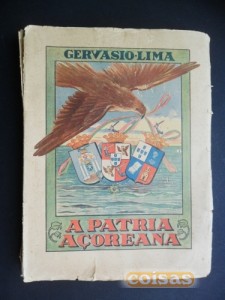 GERVASIO-LIMA
A PATRIA
AÇOREANA
coisas